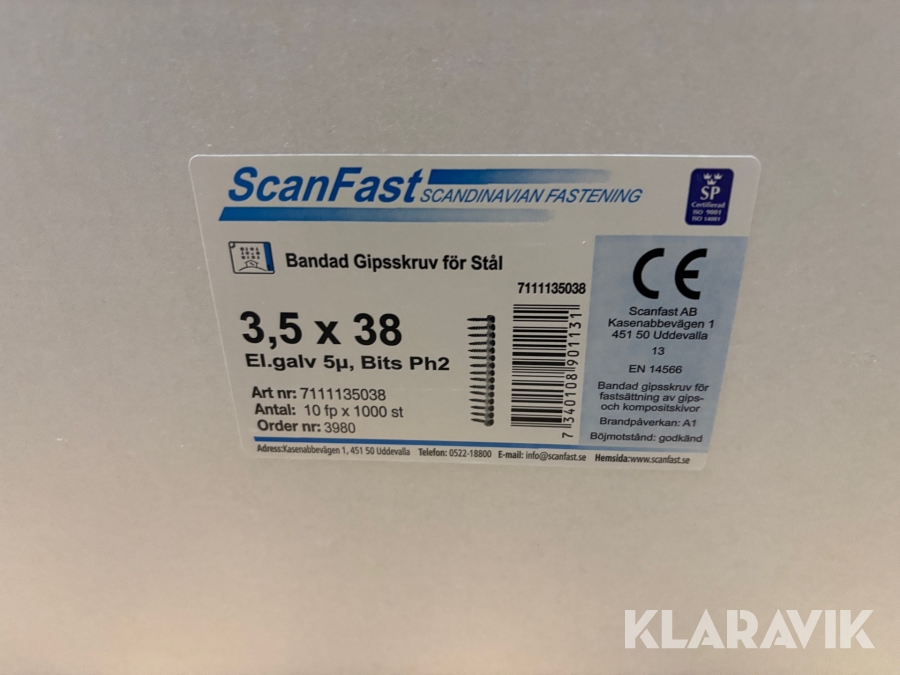 ScanFast SCANDINAVIAN FASTENING
SP
Certifierad
ISO 9001
ISO 14001
Bandad Gipsskruv för Stål
3,5 x 38
El.galv 5µ, Bits Ph2
Art nr: 7111135038
Antal: 10 fp x 1000 st
Order nr: 3980
7111135038
7 340108 901131
CE
Scanfast AB
Kasenabbevägen 1
451 50 Uddevalla
13
EN 14566
Bandad gipsskruv för
fastsättning av gips-
och kompositskivor
Brandpåverkan: A1
Böjmotstånd: godkänd
Adress:Kasenabbevägen 1, 451 50 Uddevalla Telefon: 0522-18800 E-mail: info@scanfast.se Hemsida:www.scanfast.se
KLARAVIK